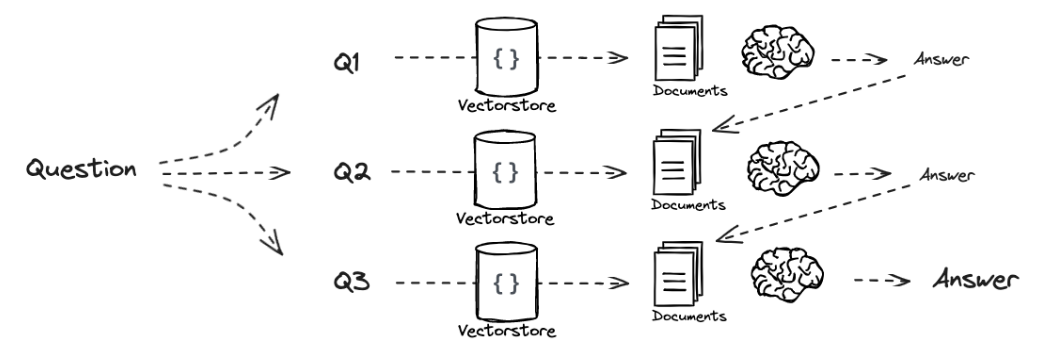 Q1
{}
Vectorstore
Documents
Answer
Question
Q2
{}
Vectorstore
Documents
Answer
Q3
{}
Vectorstore
Documents
Answer